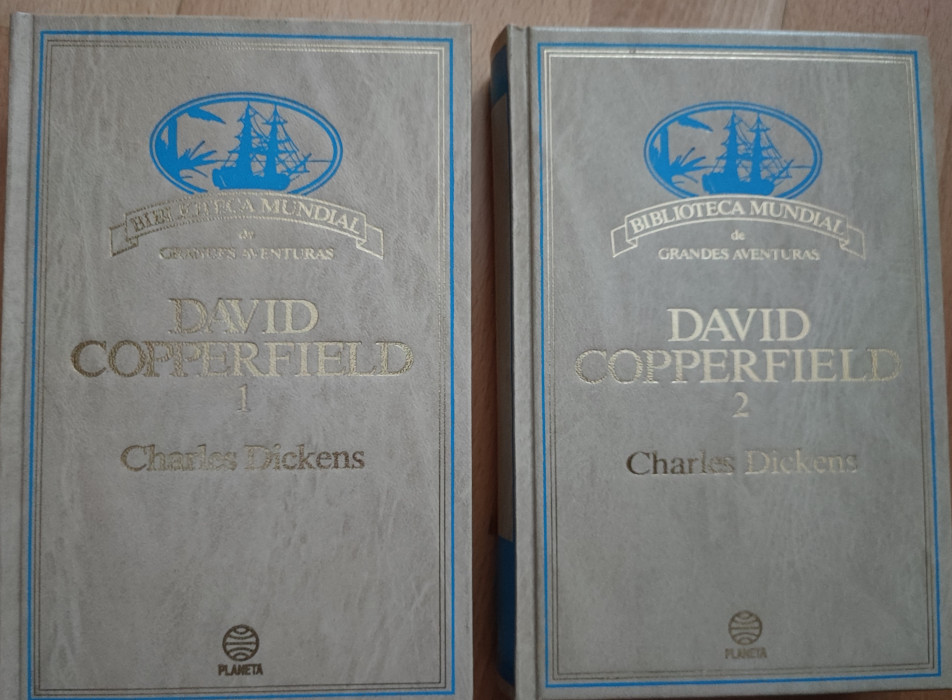 BIBLIOTECA MUNDIAL
de
GRANDES AVENTURAS
DAVID
COPPERFIELD
1
Charles Dickens
PLANETA
BIBLIOTECA MUNDIAL
de
GRANDES AVENTURAS
DAVID
COPPERFIELD
2
Charles Dickens
PLANETA